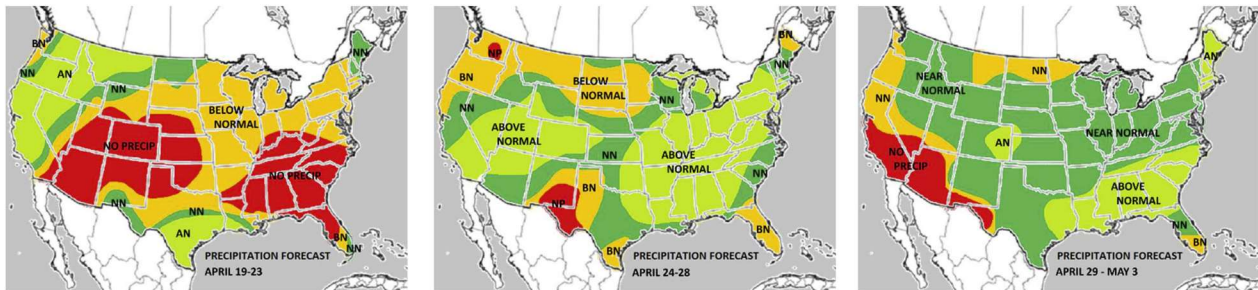 BN
NN
AN
NN
NN
BELOW
NORMAL
NO PRECIP
NO PRECIP
NN
NN
AN
BN
NN
PRECIPITATION FORECAST
APRIL 19-23
NP
BN
BN
NN
BELOW
NORMAL
NN
NN
ABOVE
NORMAL
NN
ABOVE
NORMAL
BN
NP
NN
BN
BN
PRECIPITATION FORECAST
APRIL 24-28
NN
AN
NEAR
NORMAL
NN
AN
NEAR NORMAL
NO
PRECIP
ABOVE
NORMAL
NN
BN
PRECIPITATION FORECAST
APRIL 29 - MAY 3